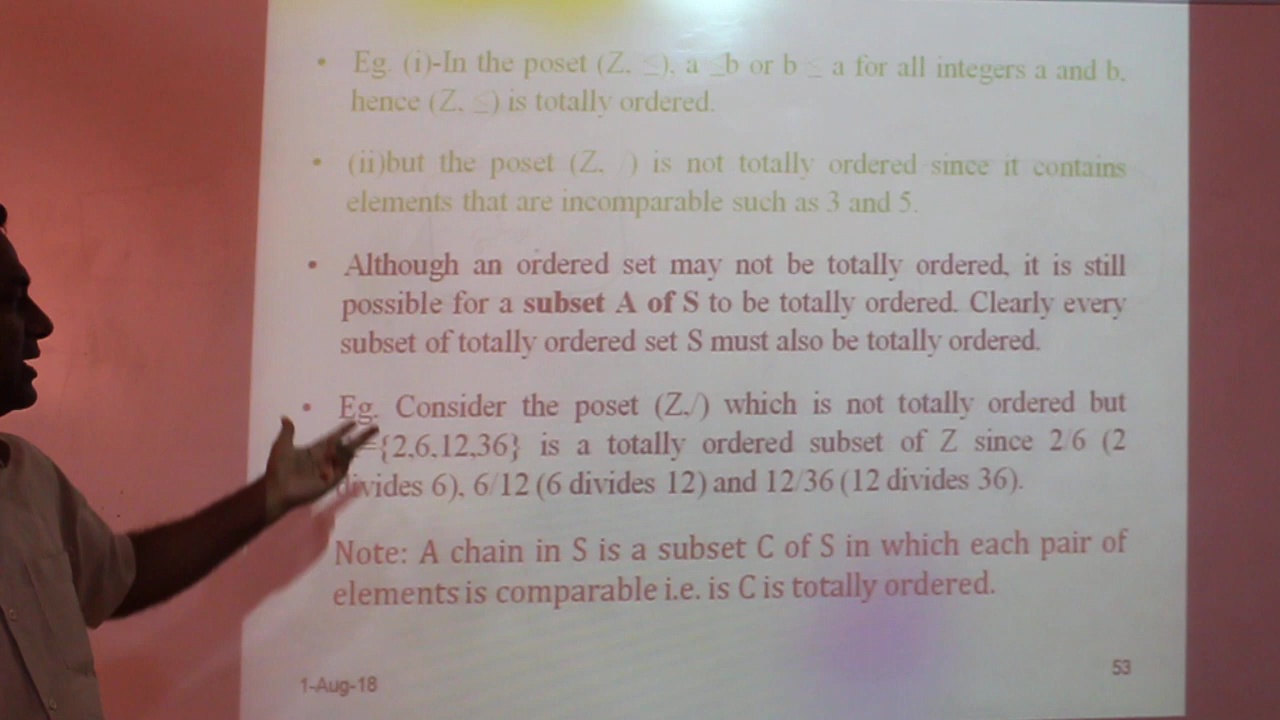 • Eg. (i)-In the poset (Z, ≤), a ≤b or b ≤ a for all integers a and b,
hence (Z, ≤) is totally ordered.
• (ii)but the poset (Z, / ) is not totally ordered since it contains
elements that are incomparable such as 3 and 5.
• Although an ordered set may not be totally ordered, it is still
possible for a subset A of S to be totally ordered. Clearly every
subset of totally ordered set S must also be totally ordered.
• Eg. Consider the poset (Z,/) which is not totally ordered but
={2,6,12,36} is a totally ordered subset of Z since 2/6 (2
divides 6), 6/12 (6 divides 12) and 12/36 (12 divides 36).
Note: A chain in S is a subset C of S in which each pair of
elements is comparable i.e. is C is totally ordered.
1-Aug-18
53